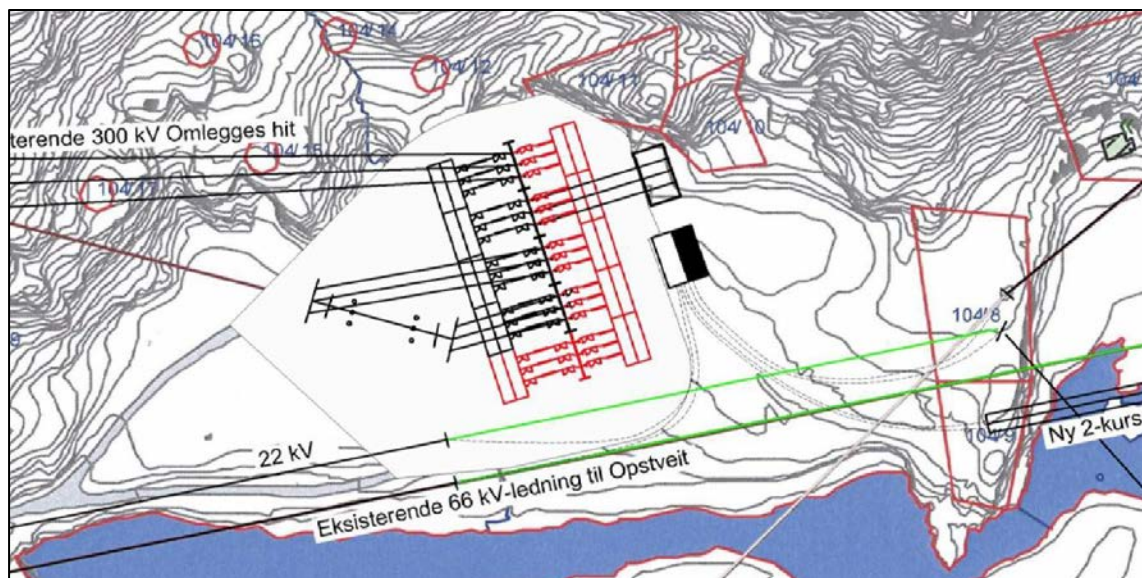 104/16
104/14
104/12
104/11
104/10
terende 300 kV Omlegges hit
104/15
104/17
104/8
104/9
22 kV
Eksisterende 66 kV-ledning til Opstveit
Ny 2-kurs